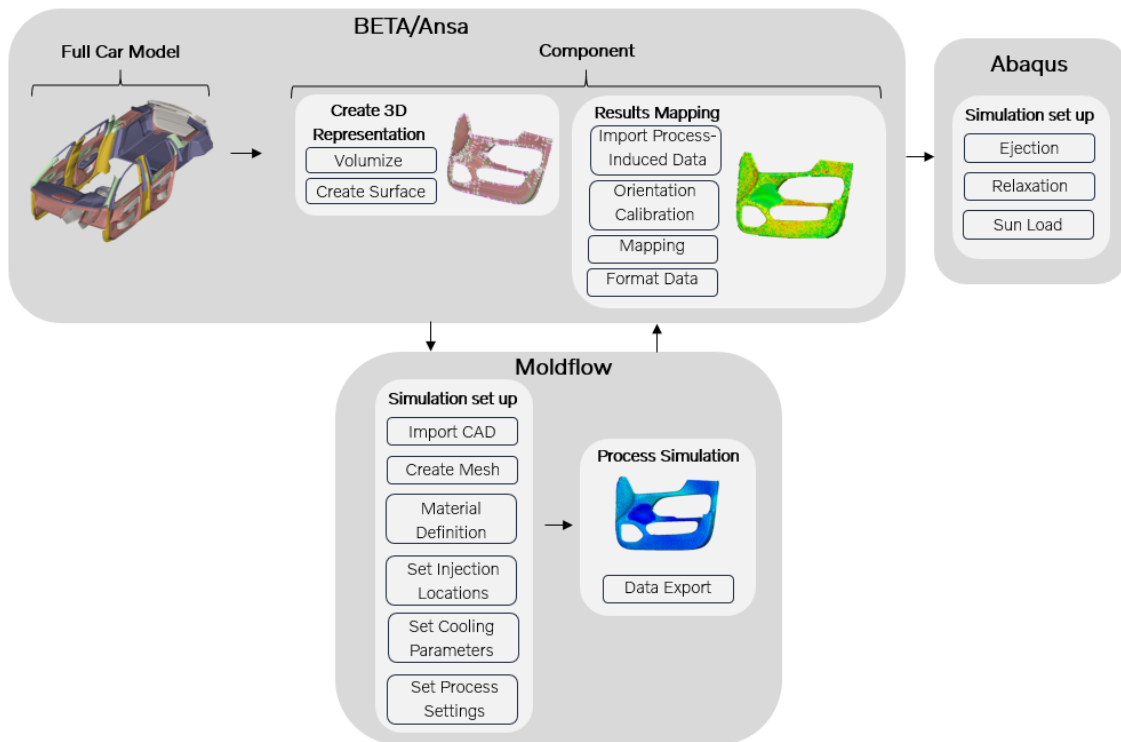 BETA/Ansa
Full Car Model
Component
Create 3D
Representation
Volumize
Create Surface
Results Mapping
Import Process-
Induced Data
Orientation
Calibration
Mapping
Format Data
Abaqus
Simulation set up
Ejection
Relaxation
Sun Load
Moldflow
Simulation set up
Import CAD
Create Mesh
Material
Definition
Set Injection
Locations
Set Cooling
Parameters
Set Process
Settings
Process Simulation
Data Export